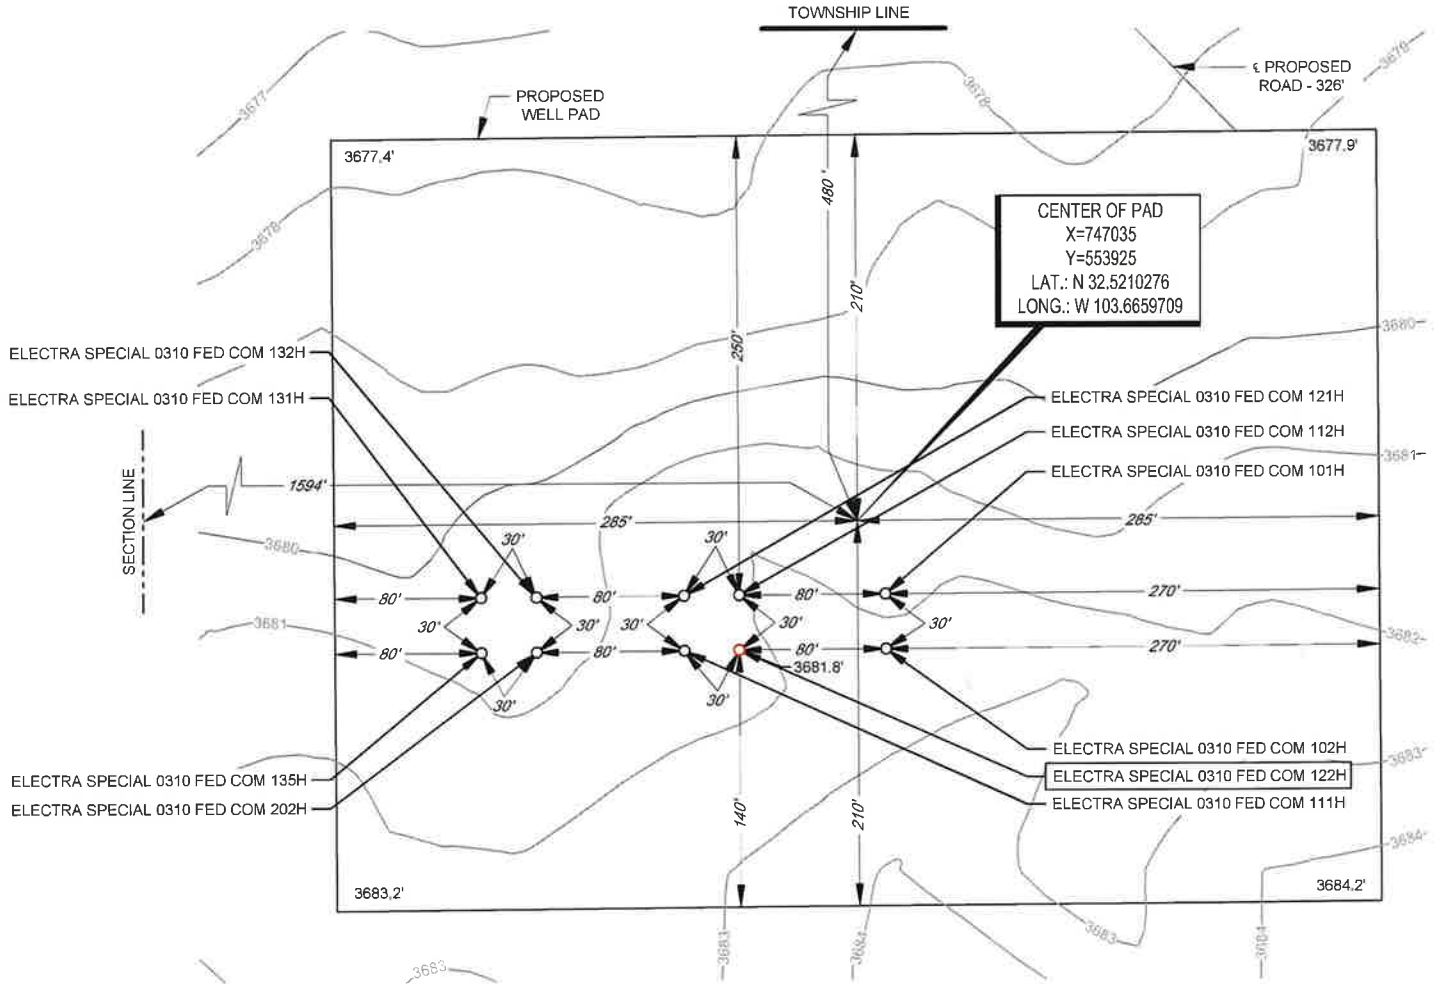 TOWNSHIP LINE
℄ PROPOSED
ROAD - 326'
3679
3677
3678
PROPOSED
WELL PAD
3677.4'
3677.9'
480'
CENTER OF PAD
X=747035
Y=553925
LAT.: N 32.5210276
LONG.: W 103.6659709
3678
210'
250'
3680
ELECTRA SPECIAL 0310 FED COM 132H
ELECTRA SPECIAL 0310 FED COM 131H
ELECTRA SPECIAL 0310 FED COM 121H
ELECTRA SPECIAL 0310 FED COM 112H
ELECTRA SPECIAL 0310 FED COM 101H
3681
SECTION LINE
1594'
285'
285'
3680
30'
30'
80'
80'
80'
270'
3681
30'
30'
30'
30'
30'
3682
80'
80'
80'
270'
3681.8'
30'
30'
ELECTRA SPECIAL 0310 FED COM 102H
3683
ELECTRA SPECIAL 0310 FED COM 135H
ELECTRA SPECIAL 0310 FED COM 122H
ELECTRA SPECIAL 0310 FED COM 202H
ELECTRA SPECIAL 0310 FED COM 111H
140'
210'
3684
3683.2'
3684.2'
3683
3683
3684
3684
3683